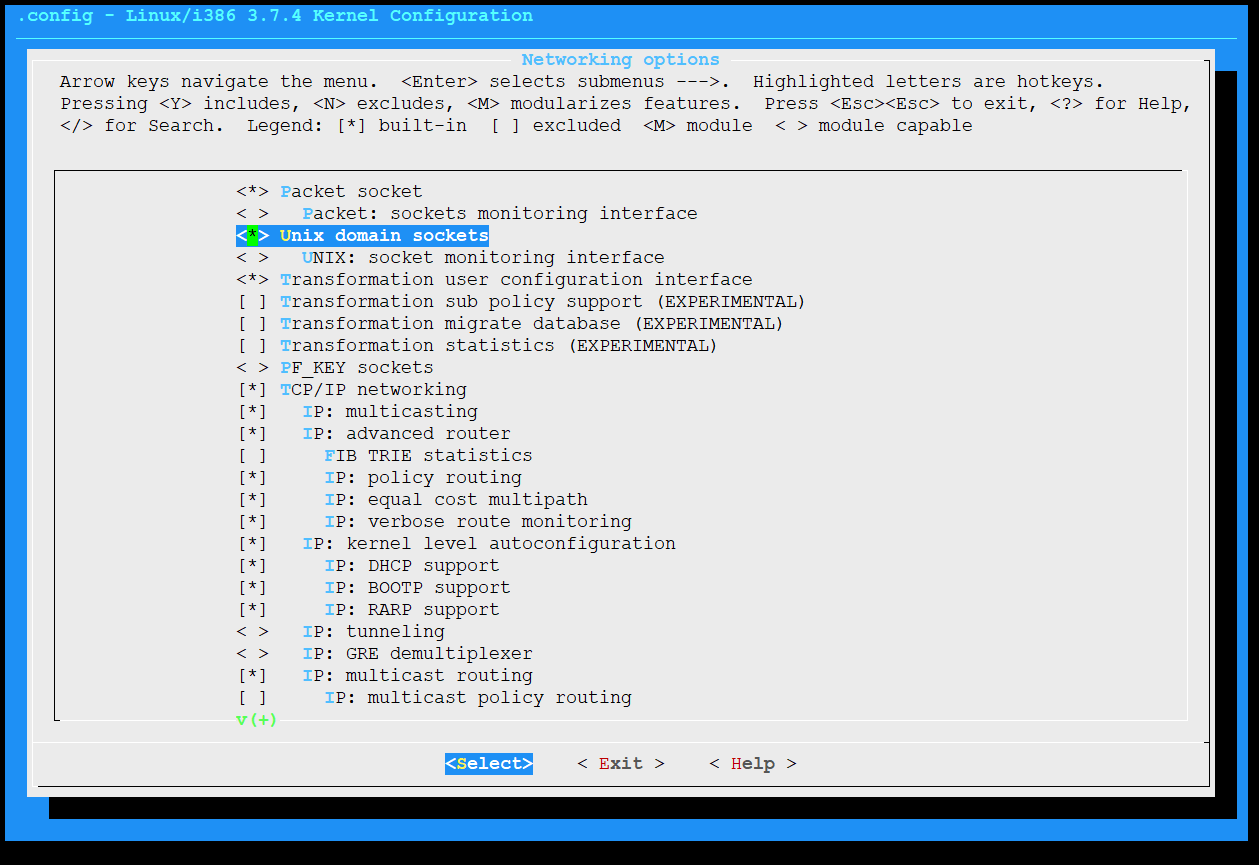 .config - Linux/i386 3.7.4 Kernel Configuration
Networking options
Arrow keys navigate the menu.  <Enter> selects submenus --->.  Highlighted letters are hotkeys.
Pressing <Y> includes, <N> excludes, <M> modularizes features.  Press <Esc><Esc> to exit, <?> for Help,
</> for Search.  Legend: [*] built-in  [ ] excluded  <M> module  < > module capable
<*> Packet socket
< >   Packet: sockets monitoring interface
<*> Unix domain sockets
< >   UNIX: socket monitoring interface
<*> Transformation user configuration interface
[ ] Transformation sub policy support (EXPERIMENTAL)
[ ] Transformation migrate database (EXPERIMENTAL)
[ ] Transformation statistics (EXPERIMENTAL)
< > PF_KEY sockets
[*] TCP/IP networking
[*]   IP: multicasting
[*]   IP: advanced router
[ ]     FIB TRIE statistics
[*]     IP: policy routing
[*]     IP: equal cost multipath
[*]     IP: verbose route monitoring
[*]   IP: kernel level autoconfiguration
[*]     IP: DHCP support
[*]     IP: BOOTP support
[*]     IP: RARP support
< >   IP: tunneling
< >   IP: GRE demultiplexer
[*]   IP: multicast routing
[ ]     IP: multicast policy routing
v(+)
<Select>    < Exit >    < Help >